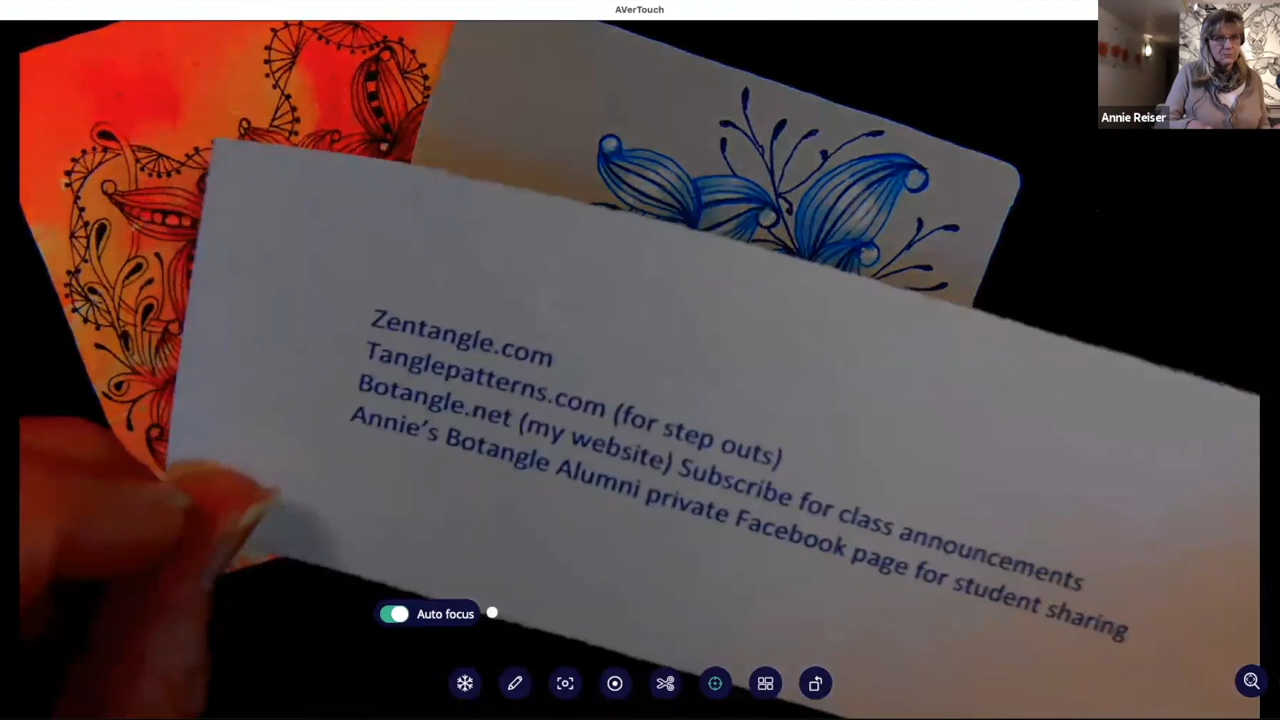 AVerTouch
Annie Reiser
Zentangle.com
Tanglepatterns.com (for step outs)
Botangle.net (my website) Subscribe for class announcements
Annie's Botangle Alumni private Facebook page for student sharing
Auto focus